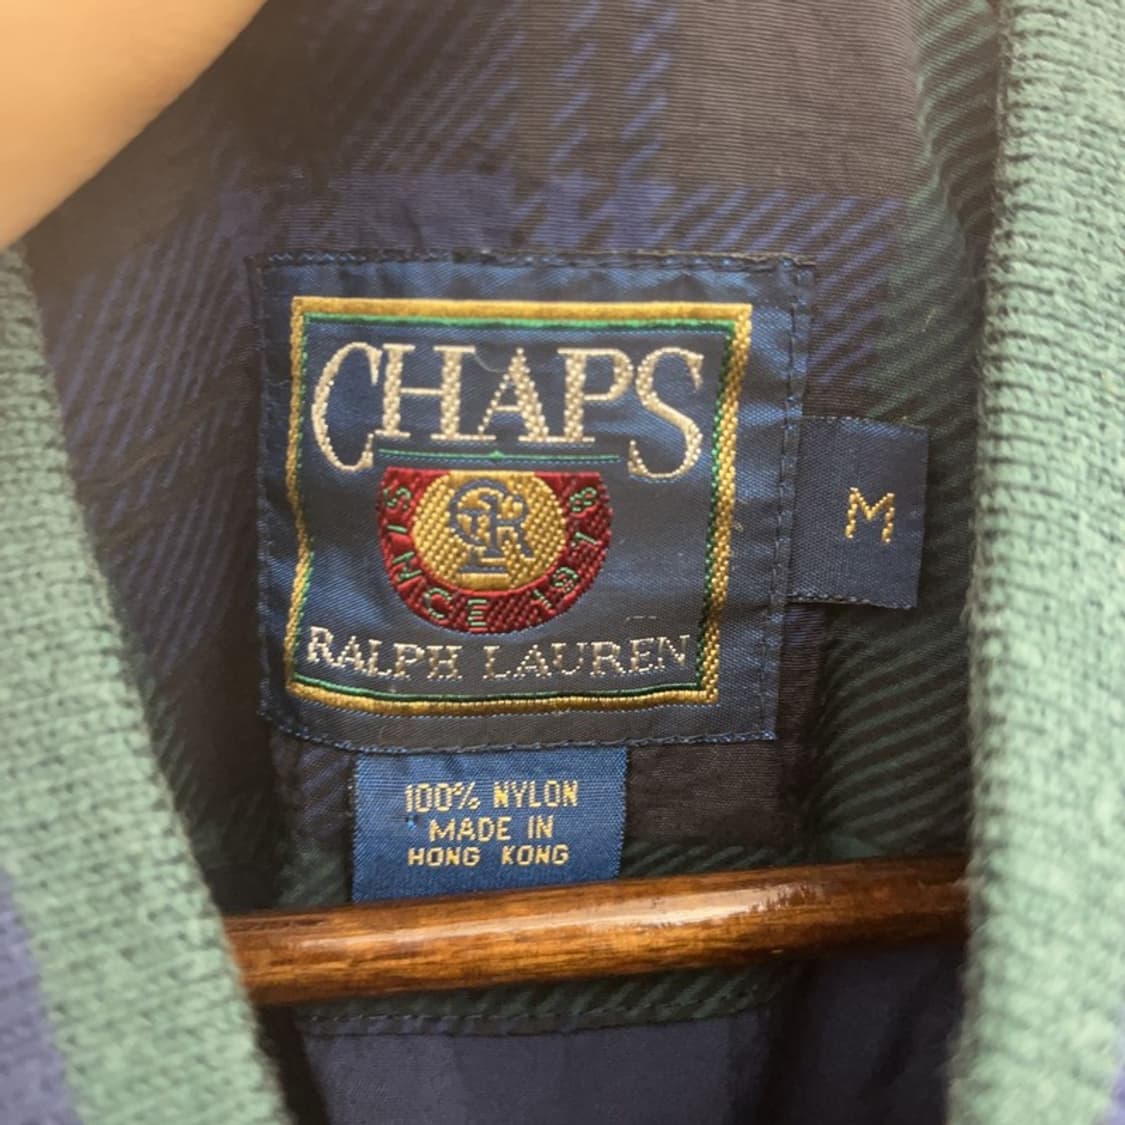 CHAPS
SINCE 1978
RALPH LAUREN
M
100% NYLON
MADE IN
HONG KONG